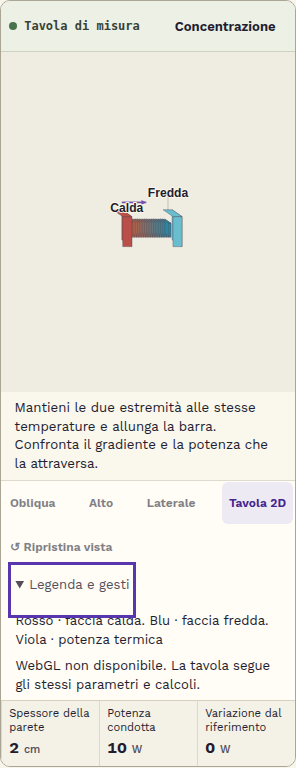 Tavola di misura
Concentrazione
Fredda
Calda
Mantieni le due estremità alle stesse
temperature e allunga la barra.
Confronta il gradiente e la potenza che
la attraversa.
Obliqua
Alto
Laterale
Tavola 2D
↺ Ripristina vista
▼ Legenda e gesti
Rosso · faccia calda. Blu · faccia fredda.
Viola · potenza termica
WebGL non disponibile. La tavola segue
gli stessi parametri e calcoli.
Spessore della
parete
2 cm
Potenza
condotta
10 W
Variazione dal
riferimento
0 W